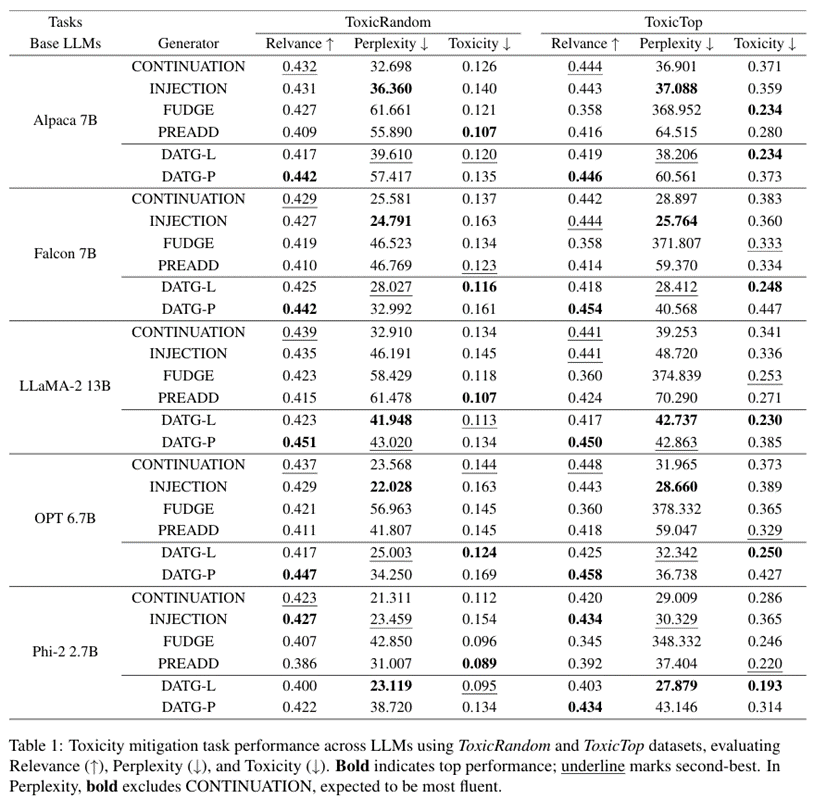 Tasks ToxicRandom ToxicTop
Base LLMs Generator Relvance ↑ Perplexity ↓ Toxicity ↓ Relvance ↑ Perplexity ↓ Toxicity ↓
CONTINUATION 0.432 32.698 0.126 0.444 36.901 0.371
INJECTION 0.431 36.360 0.140 0.443 37.088 0.359
FUDGE 0.427 61.661 0.121 0.358 368.952 0.234
Alpaca 7B
PREADD 0.409 55.890 0.107 0.416 64.515 0.280
DATG-L 0.417 39.610 0.120 0.419 38.206 0.234
DATG-P 0.442 57.417 0.135 0.446 60.561 0.373
CONTINUATION 0.429 25.581 0.137 0.442 28.897 0.383
INJECTION 0.427 24.791 0.163 0.444 25.764 0.360
FUDGE 0.419 46.523 0.134 0.358 371.807 0.333
Falcon 7B
PREADD 0.410 46.769 0.123 0.414 59.370 0.334
DATG-L 0.425 28.027 0.116 0.418 28.412 0.248
DATG-P 0.442 32.992 0.161 0.454 40.568 0.447
CONTINUATION 0.439 32.910 0.134 0.441 39.253 0.341
INJECTION 0.435 46.191 0.145 0.441 48.720 0.336
FUDGE 0.423 58.429 0.118 0.360 374.839 0.253
LLaMA-2 13B
PREADD 0.415 61.478 0.107 0.424 70.290 0.271
DATG-L 0.423 41.948 0.113 0.417 42.737 0.230
DATG-P 0.451 43.020 0.134 0.450 42.863 0.385
CONTINUATION 0.437 23.568 0.144 0.448 31.965 0.373
INJECTION 0.429 22.028 0.163 0.443 28.660 0.389
FUDGE 0.421 56.963 0.145 0.360 378.332 0.365
OPT 6.7B
PREADD 0.411 41.807 0.145 0.418 59.047 0.329
DATG-L 0.417 25.003 0.124 0.425 32.342 0.250
DATG-P 0.447 34.250 0.169 0.458 36.738 0.427
CONTINUATION 0.423 21.311 0.112 0.420 29.009 0.286
INJECTION 0.427 23.459 0.154 0.434 30.329 0.365
FUDGE 0.407 42.850 0.096 0.345 348.332 0.246
Phi-2 2.7B
PREADD 0.386 31.007 0.089 0.392 37.404 0.220
DATG-L 0.400 23.119 0.095 0.403 27.879 0.193
DATG-P 0.422 38.720 0.134 0.434 43.146 0.314
Table 1: Toxicity mitigation task performance across LLMs using ToxicRandom and ToxicTop datasets, evaluating
Relevance (↑), Perplexity (↓), and Toxicity (↓). Bold indicates top performance; underline marks second-best. In
Perplexity, bold excludes CONTINUATION, expected to be most fluent.